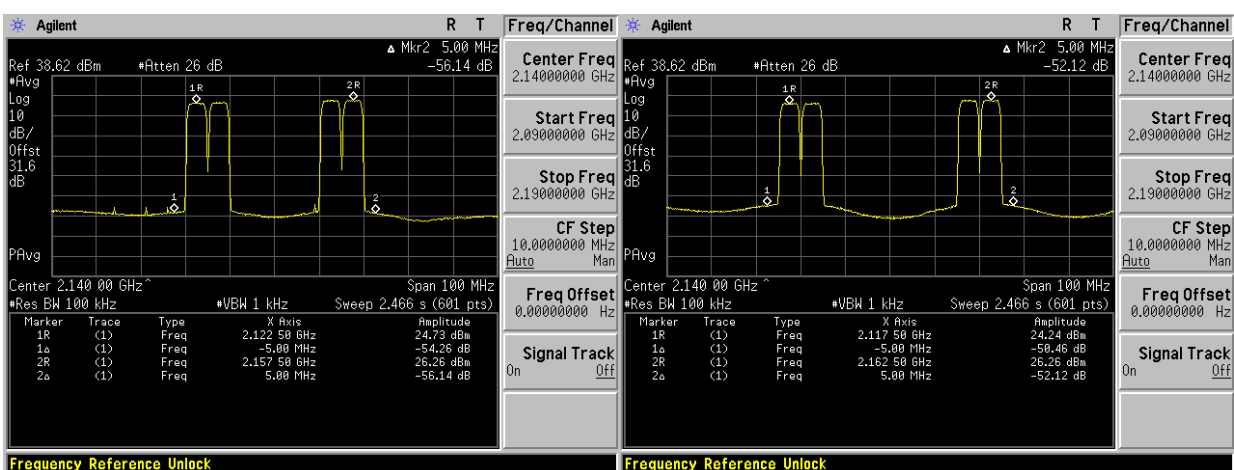 Agilent R T Freq/Channel
Δ Mkr2 5.00 MHz
Ref 38.62 dBm #Atten 26 dB -56.14 dB
#Avg
Log
10
dB/
Offst
31.6
dB
1R
2R
1
2
PAvg
Center 2.140 00 GHz^ Span 100 MHz
#Res BW 100 kHz #VBW 1 kHz Sweep 2.466 s (601 pts)
Marker Trace Type X Axis Amplitude
1R (1) Freq 2.122 50 GHz 24.73 dBm
1Δ (1) Freq -5.00 MHz -54.26 dB
2R (1) Freq 2.157 50 GHz 26.26 dBm
2Δ (1) Freq 5.00 MHz -56.14 dB
Frequency Reference Unlock
Center Freq
2.14000000 GHz
Start Freq
2.09000000 GHz
Stop Freq
2.19000000 GHz
CF Step
10.0000000 MHz
Auto Man
Freq Offset
0.00000000 Hz
Signal Track
On Off
Agilent R T Freq/Channel
Δ Mkr2 5.00 MHz
Ref 38.62 dBm #Atten 26 dB -52.12 dB
#Avg
Log
10
dB/
Offst
31.6
dB
1R
2R
1
2
PAvg
Center 2.140 00 GHz^ Span 100 MHz
#Res BW 100 kHz #VBW 1 kHz Sweep 2.466 s (601 pts)
Marker Trace Type X Axis Amplitude
1R (1) Freq 2.117 50 GHz 24.24 dBm
1Δ (1) Freq -5.00 MHz -50.46 dB
2R (1) Freq 2.162 50 GHz 26.26 dBm
2Δ (1) Freq 5.00 MHz -52.12 dB
Frequency Reference Unlock
Center Freq
2.14000000 GHz
Start Freq
2.09000000 GHz
Stop Freq
2.19000000 GHz
CF Step
10.0000000 MHz
Auto Man
Freq Offset
0.00000000 Hz
Signal Track
On Off